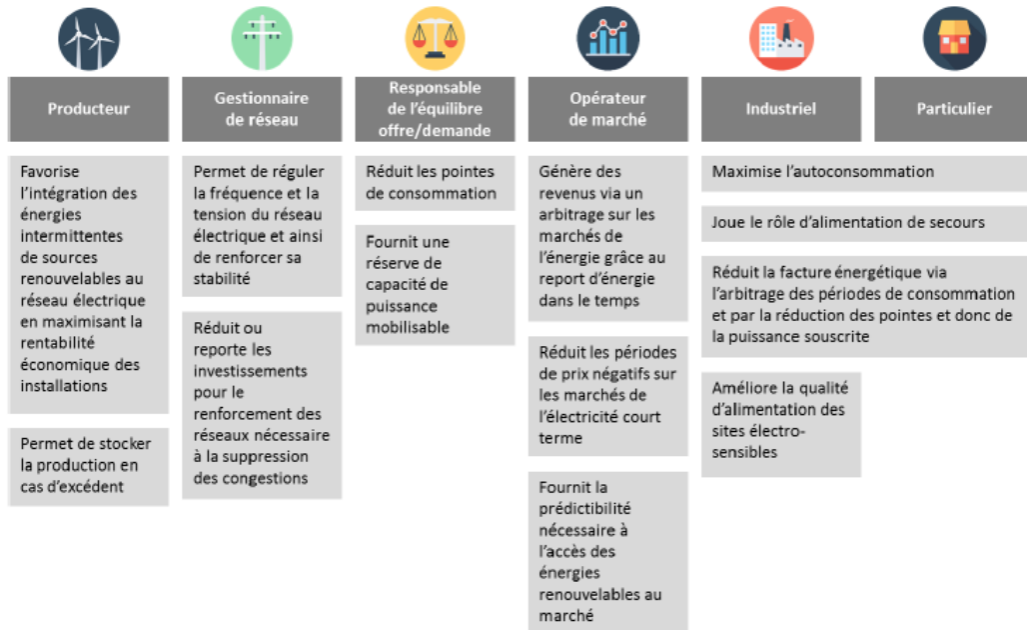 Producteur
Favorise
l'intégration des
énergies
intermittentes
de sources
renouvelables au
réseau électrique
en maximisant la
rentabilité
économique des
installations
Permet de stocker
la production en
cas d'excédent
Gestionnaire
de réseau
Permet de réguler
la fréquence et la
tension du réseau
électrique et ainsi
de renforcer sa
stabilité
Réduit ou
reporte les
investissements
pour le
renforcement des
réseaux nécessaire
à la suppression
des congestions
Responsable
de l'équilibre
offre/demande
Réduit les pointes
de consommation
Fournit une
réserve de
capacité de
puissance
mobilisable
Opérateur
de marché
Génère des
revenus via un
arbitrage sur les
marchés de
l'énergie grâce au
report d'énergie
dans le temps
Réduit les périodes
de prix négatifs sur
les marchés de
l'électricité court
terme
Fournit la
prédictibilité
nécessaire à
l'accès des
énergies
renouvelables au
marché
Industriel
Particulier
Maximise l'autoconsommation
Joue le rôle d'alimentation de secours
Réduit la facture énergétique via
l'arbitrage des périodes de consommation
et par la réduction des pointes et donc de
la puissance souscrite
Améliore la qualité
d'alimentation des
sites électro-
sensibles